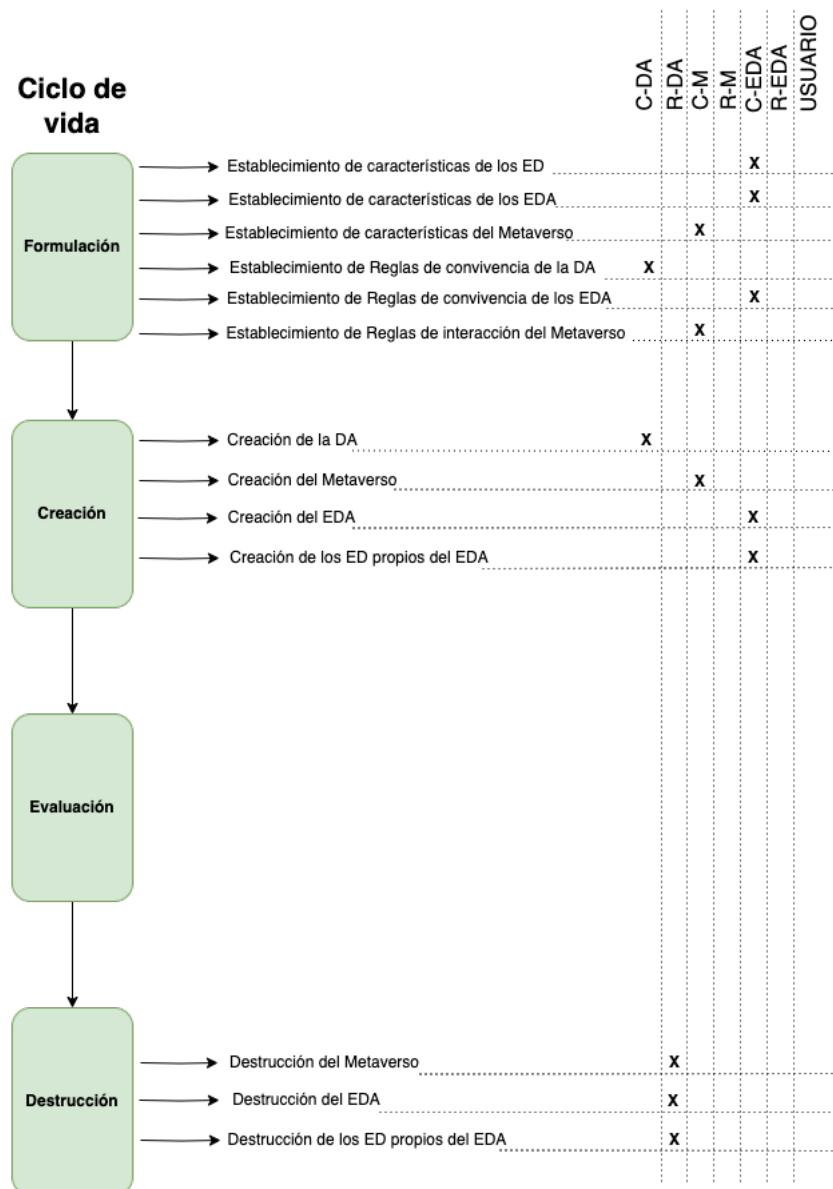 Ciclo de
vida
C-DA
R-DA
C-M
R-M
C-EDA
R-EDA
USUARIO
Formulación
Establecimiento de características de los ED X
Establecimiento de características de los EDA X
Establecimiento de características del Metaverso X
Establecimiento de Reglas de convivencia de la DA X
Establecimiento de Reglas de convivencia de los EDA X
Establecimiento de Reglas de interacción del Metaverso X
Creación
Creación de la DA X
Creación del Metaverso X
Creación del EDA X
Creación de los ED propios del EDA X
Evaluación
Destrucción
Destrucción del Metaverso X
Destrucción del EDA X
Destrucción de los ED propios del EDA X